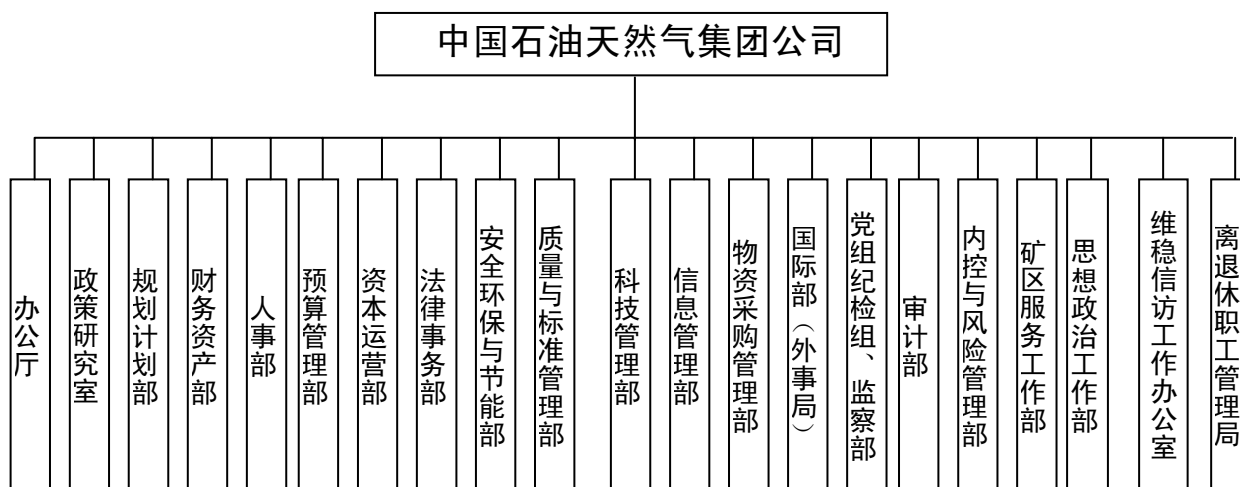 中国石油天然气集团公司
办公厅
政策研究室
规划计划部
财务资产部
人事部
预算管理部
资本运营部
法律事务部
安全环保与节能部
质量与标准管理部
科技管理部
信息管理部
物资采购管理部
国际部（外事局）
党组纪检组、监察部
审计部
内控与风险管理部
矿区服务工作部
思想政治工作部
维稳信访工作办公室
离退休职工管理局